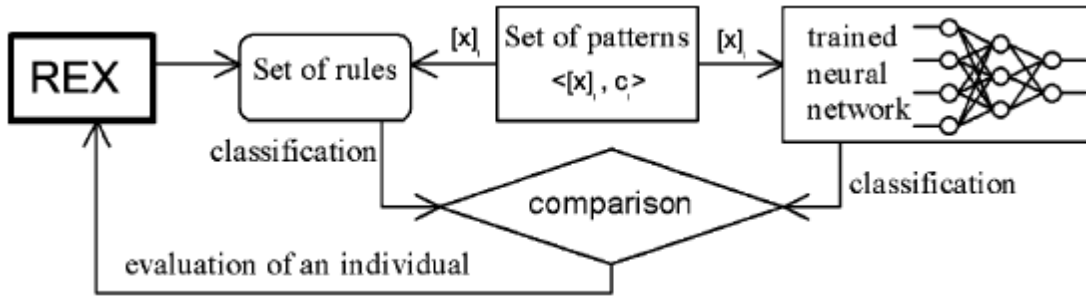 REX
Set of rules
[x]ᵢ
Set of patterns
<[x]ᵢ , cᵢ>
[x]ᵢ
trained
neural
network
classification
comparison
classification
evaluation of an individual